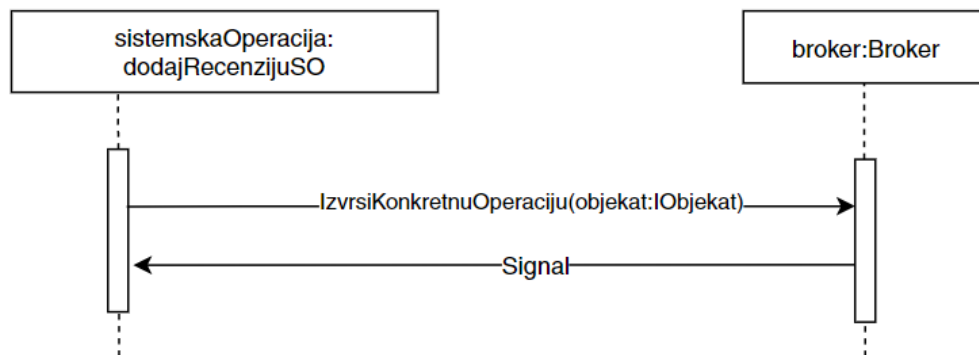 sistemskaOperacija:
dodajRecenzijuSO
broker:Broker
IzvrsiKonkretnuOperaciju(objekat:IObjekat)
Signal